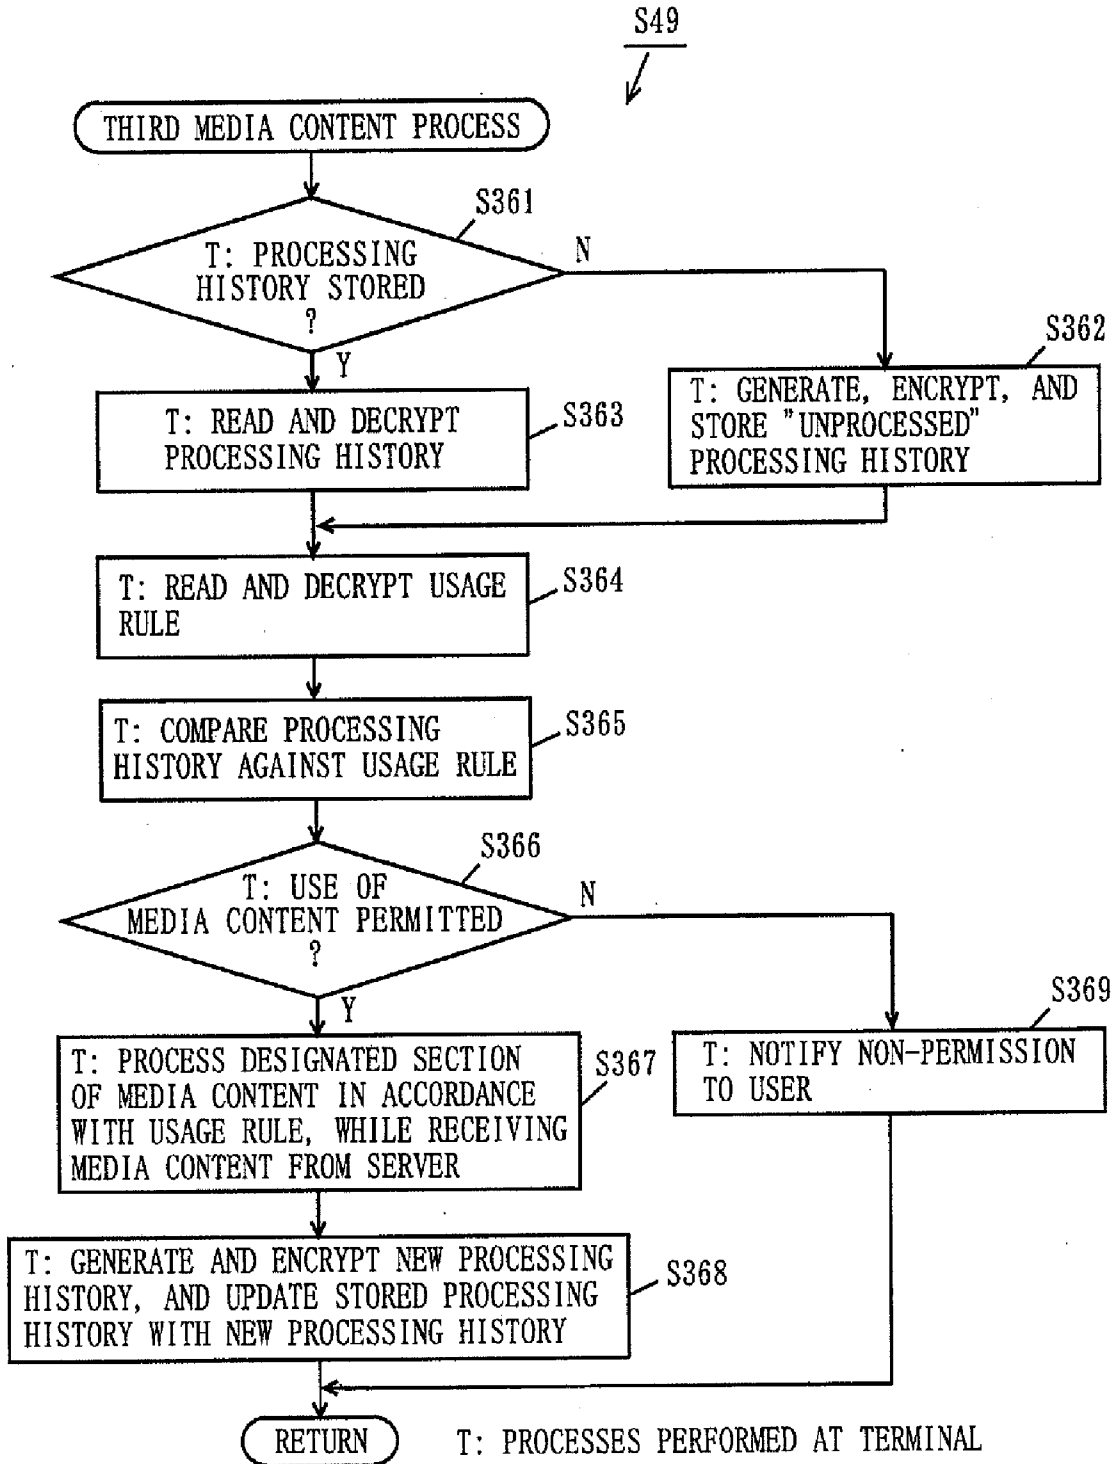 S49
THIRD MEDIA CONTENT PROCESS
S361
T: PROCESSING
HISTORY STORED
?
N
Y
S362
T: GENERATE, ENCRYPT, AND
STORE "UNPROCESSED"
PROCESSING HISTORY
S363
T: READ AND DECRYPT
PROCESSING HISTORY
S364
T: READ AND DECRYPT USAGE
RULE
S365
T: COMPARE PROCESSING
HISTORY AGAINST USAGE RULE
S366
T: USE OF
MEDIA CONTENT PERMITTED
?
N
Y
S367
T: PROCESS DESIGNATED SECTION
OF MEDIA CONTENT IN ACCORDANCE
WITH USAGE RULE, WHILE RECEIVING
MEDIA CONTENT FROM SERVER
S369
T: NOTIFY NON-PERMISSION
TO USER
S368
T: GENERATE AND ENCRYPT NEW PROCESSING
HISTORY, AND UPDATE STORED PROCESSING
HISTORY WITH NEW PROCESSING HISTORY
RETURN
T: PROCESSES PERFORMED AT TERMINAL